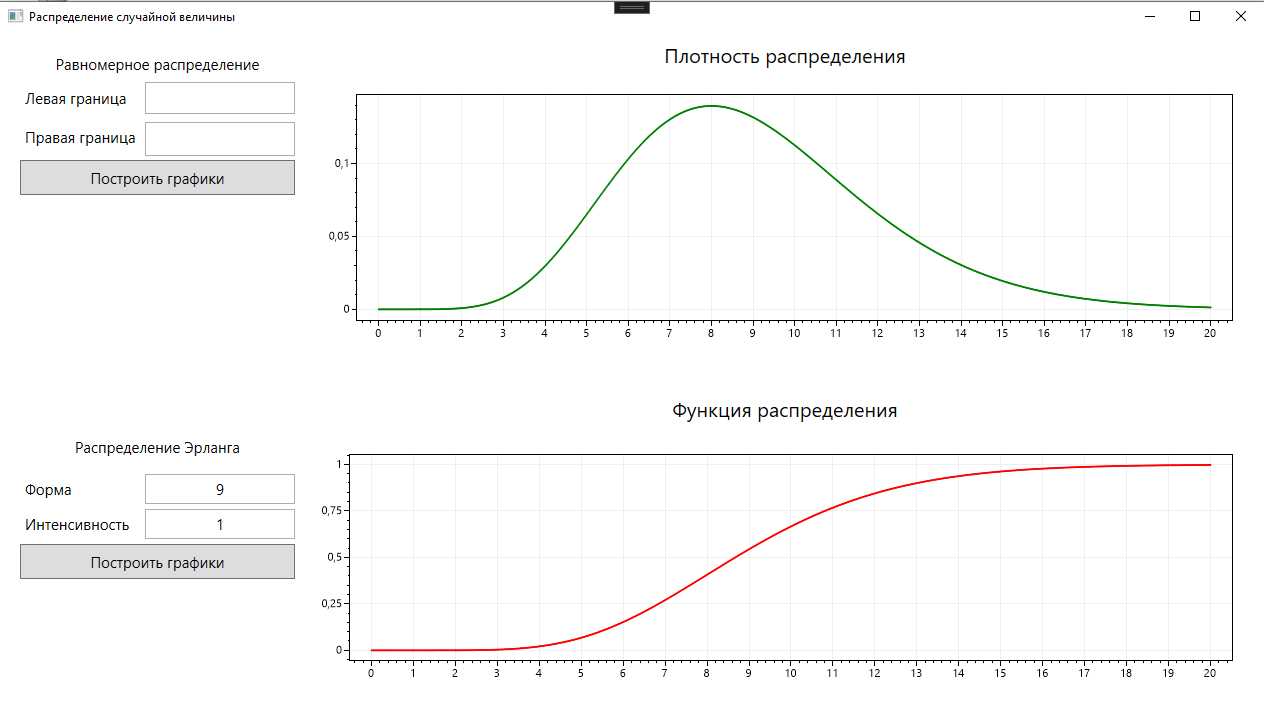 Распределение случайной величины
Равномерное распределение
Левая граница
Правая граница
Построить графики
Плотность распределения
0,1
0,05
0
0 1 2 3 4 5 6 7 8 9 10 11 12 13 14 15 16 17 18 19 20
Распределение Эрланга
Форма 9
Интенсивность 1
Построить графики
Функция распределения
1
0,75
0,5
0,25
0
0 1 2 3 4 5 6 7 8 9 10 11 12 13 14 15 16 17 18 19 20